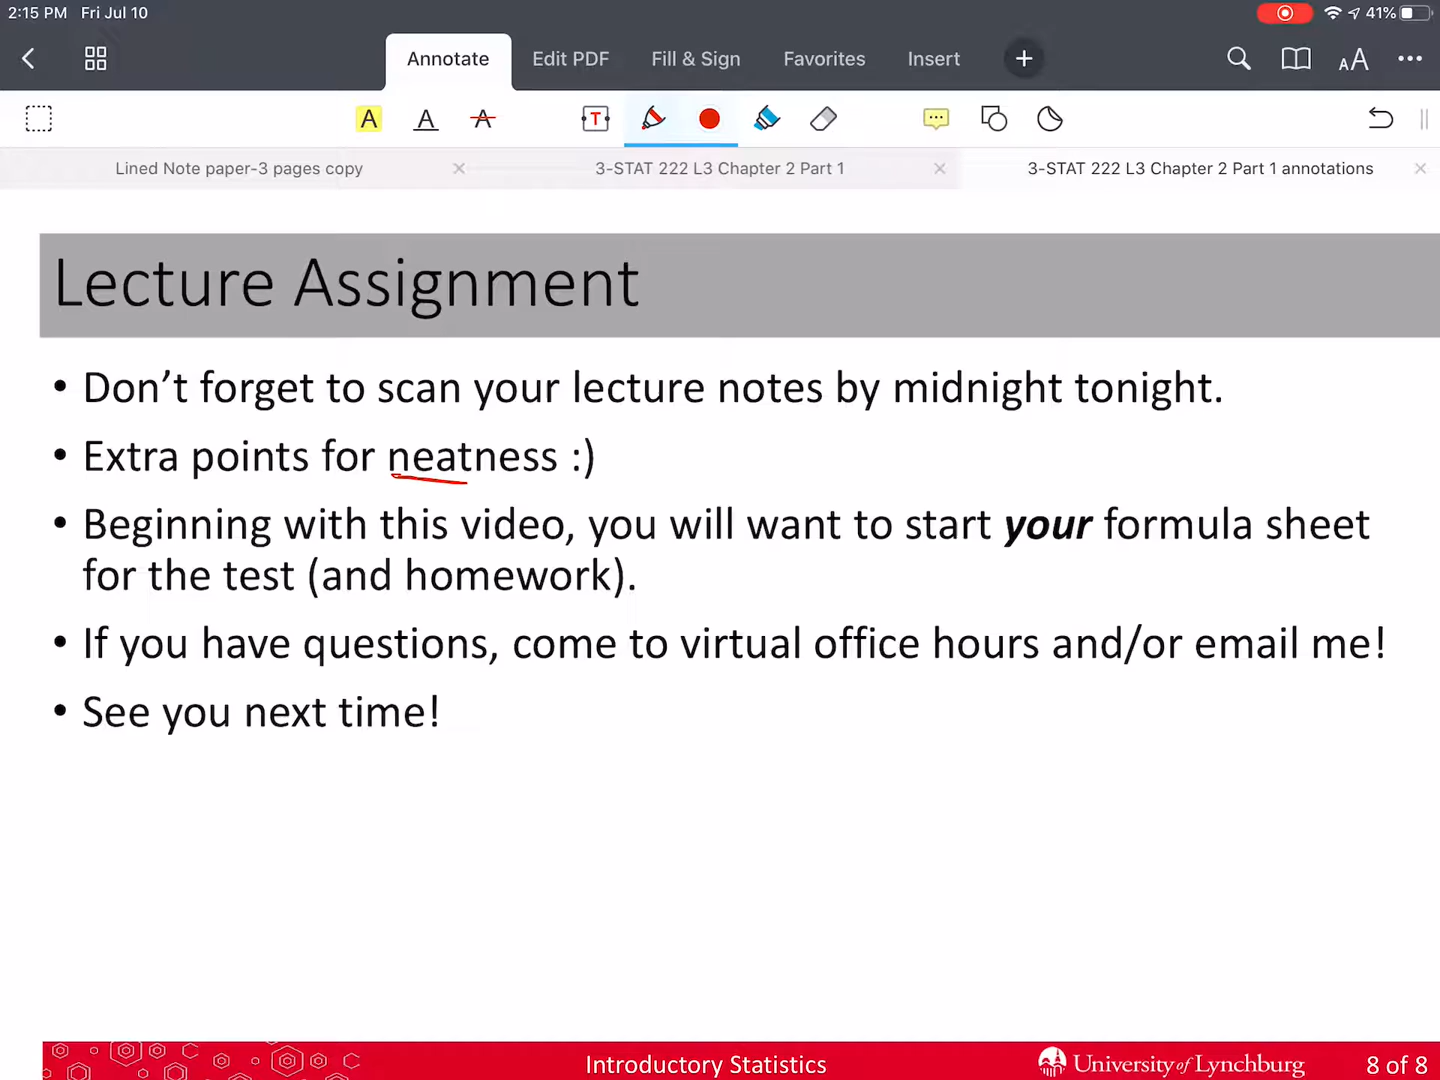 2:15 PM Fri Jul 10 41%
Annotate Edit PDF Fill & Sign Favorites Insert
AA
A A A T
Lined Note paper-3 pages copy 3-STAT 222 L3 Chapter 2 Part 1 3-STAT 222 L3 Chapter 2 Part 1 annotations
Lecture Assignment
• Don’t forget to scan your lecture notes by midnight tonight.
• Extra points for neatness :)
• Beginning with this video, you will want to start your formula sheet
for the test (and homework).
• If you have questions, come to virtual office hours and/or email me!
• See you next time!
Introductory Statistics University of Lynchburg 8 of 8